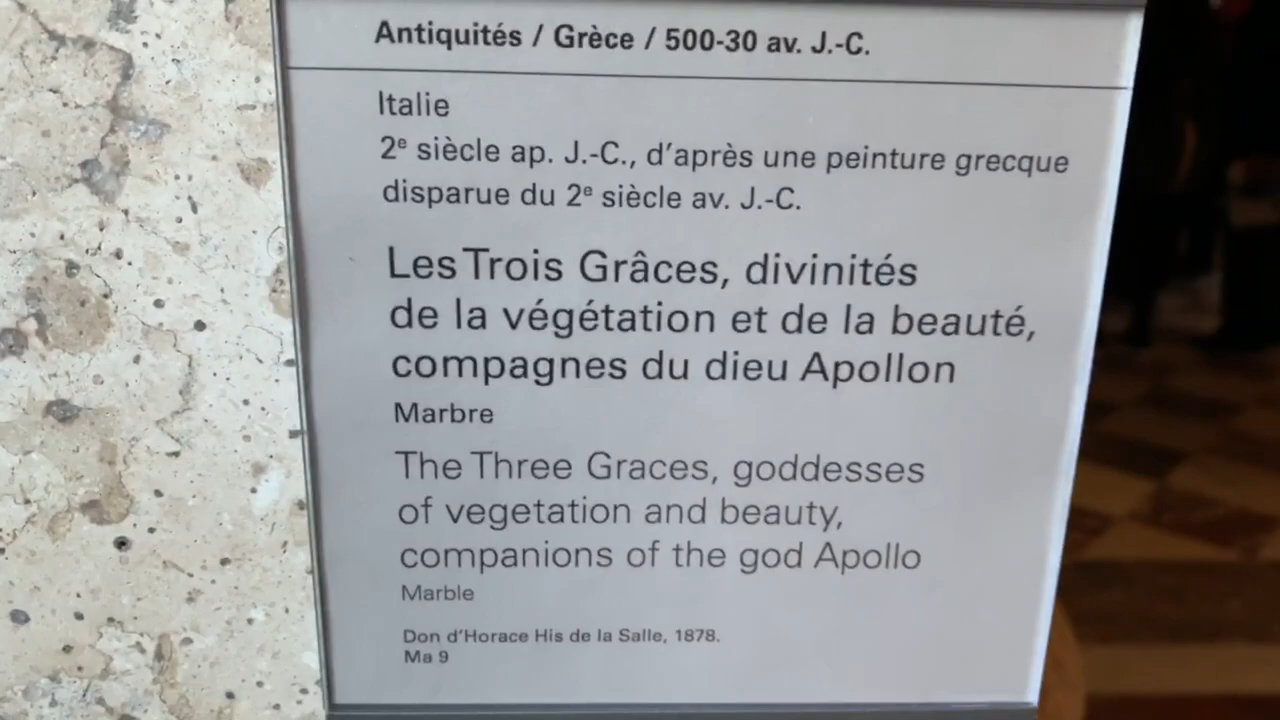 Antiquités / Grèce / 500-30 av. J.-C.
Italie
2e siècle ap. J.-C., d'après une peinture grecque
disparue du 2e siècle av. J.-C.
Les Trois Grâces, divinités
de la végétation et de la beauté,
compagnes du dieu Apollon
Marbre
The Three Graces, goddesses
of vegetation and beauty,
companions of the god Apollo
Marble
Don d'Horace His de la Salle, 1878.
Ma 9